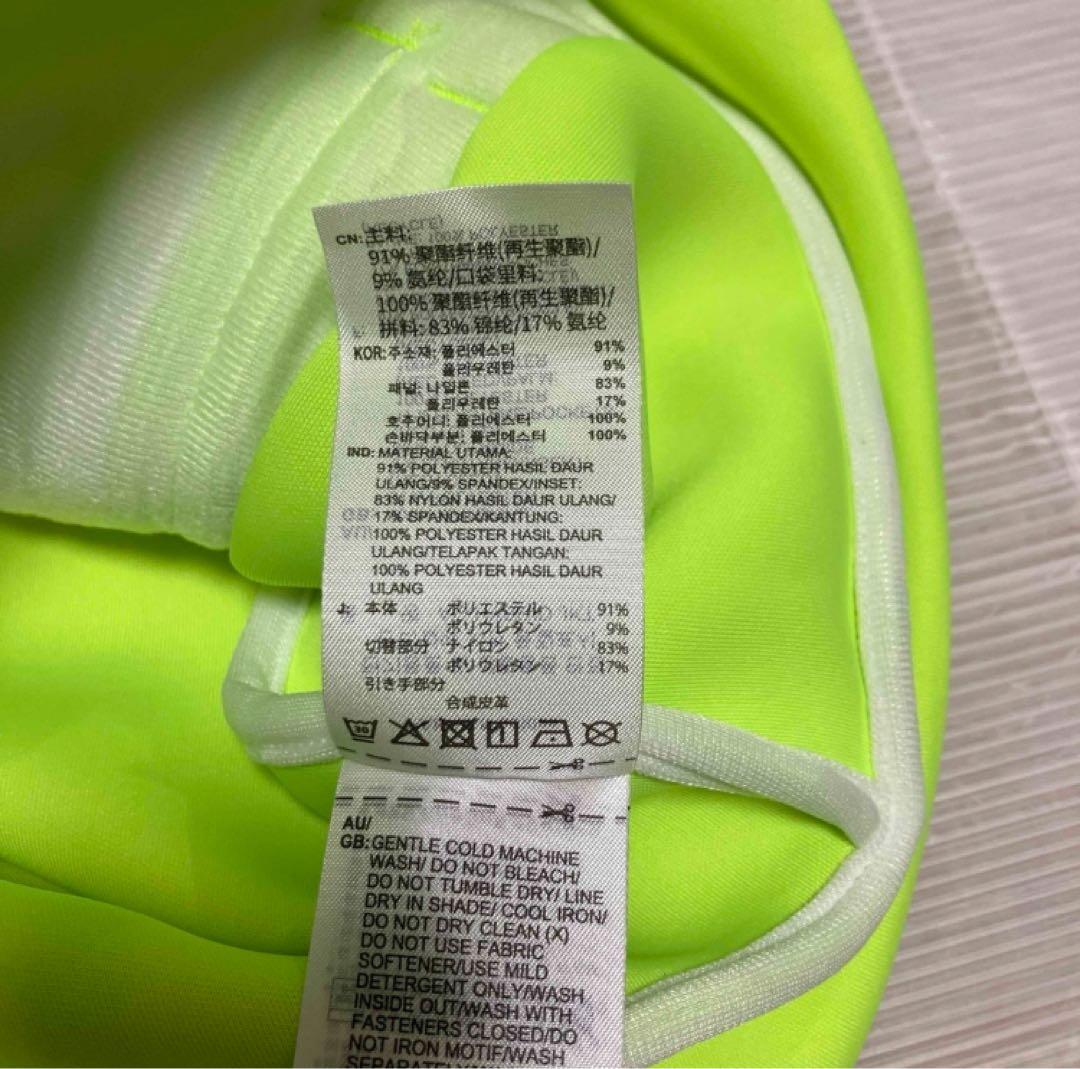 CN:主料:
91% 聚酯纤维(再生聚酯)/
9% 氨纶/口袋里料:
100% 聚酯纤维(再生聚酯)/
拼料: 83% 锦纶/17% 氨纶
KOR:주소재: 폴리에스터 91%
폴리우레탄 9%
패널: 나일론 83%
폴리우레탄 17%
호주머니: 폴리에스터 100%
손바닥부분: 폴리에스터 100%
IND: MATERIAL UTAMA:
91% POLYESTER HASIL DAUR
ULANG/9% SPANDEX/INSET:
83% NYLON HASIL DAUR ULANG/
17% SPANDEX/KANTUNG:
100% POLYESTER HASIL DAUR
ULANG/TELAPAK TANGAN:
100% POLYESTER HASIL DAUR
ULANG
本体 ポリエステル 91%
ポリウレタン 9%
切替部分 ナイロン 83%
ポリウレタン 17%
引き手部分
合成皮革
30
AU/
GB:GENTLE COLD MACHINE
WASH/ DO NOT BLEACH/
DO NOT TUMBLE DRY/ LINE
DRY IN SHADE/ COOL IRON/
DO NOT DRY CLEAN (X)
DO NOT USE FABRIC
SOFTENER/USE MILD
DETERGENT ONLY/WASH
INSIDE OUT/WASH WITH
FASTENERS CLOSED/DO
NOT IRON MOTIF/WASH
SEPARATELY